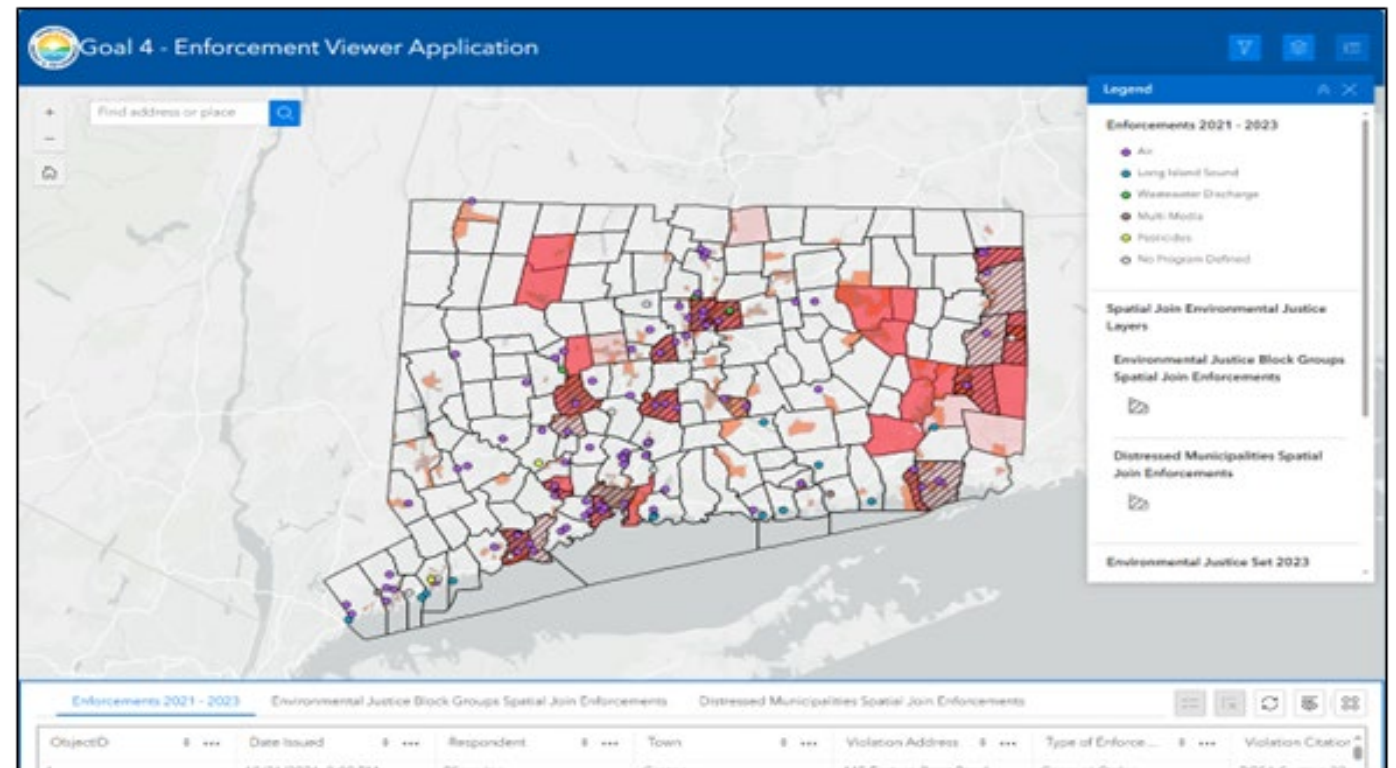 Goal 4 - Enforcement Viewer Application
Find address or place
Legend
Enforcements 2021 - 2023
Air
Long Island Sound
Wastewater Discharge
Multi Media
Pesticides
No Program Defined
Spatial Join Environmental Justice
Layers
Environmental Justice Block Groups
Spatial Join Enforcements
Distressed Municipalities Spatial
Join Enforcements
Environmental Justice Set 2023
Enforcements 2021 - 2023 Environmental Justice Block Groups Spatial Join Enforcements Distressed Municipalities Spatial Join Enforcements
ObjectID Date Issued Respondent Town Violation Address Type of Enforce... Violation Citation